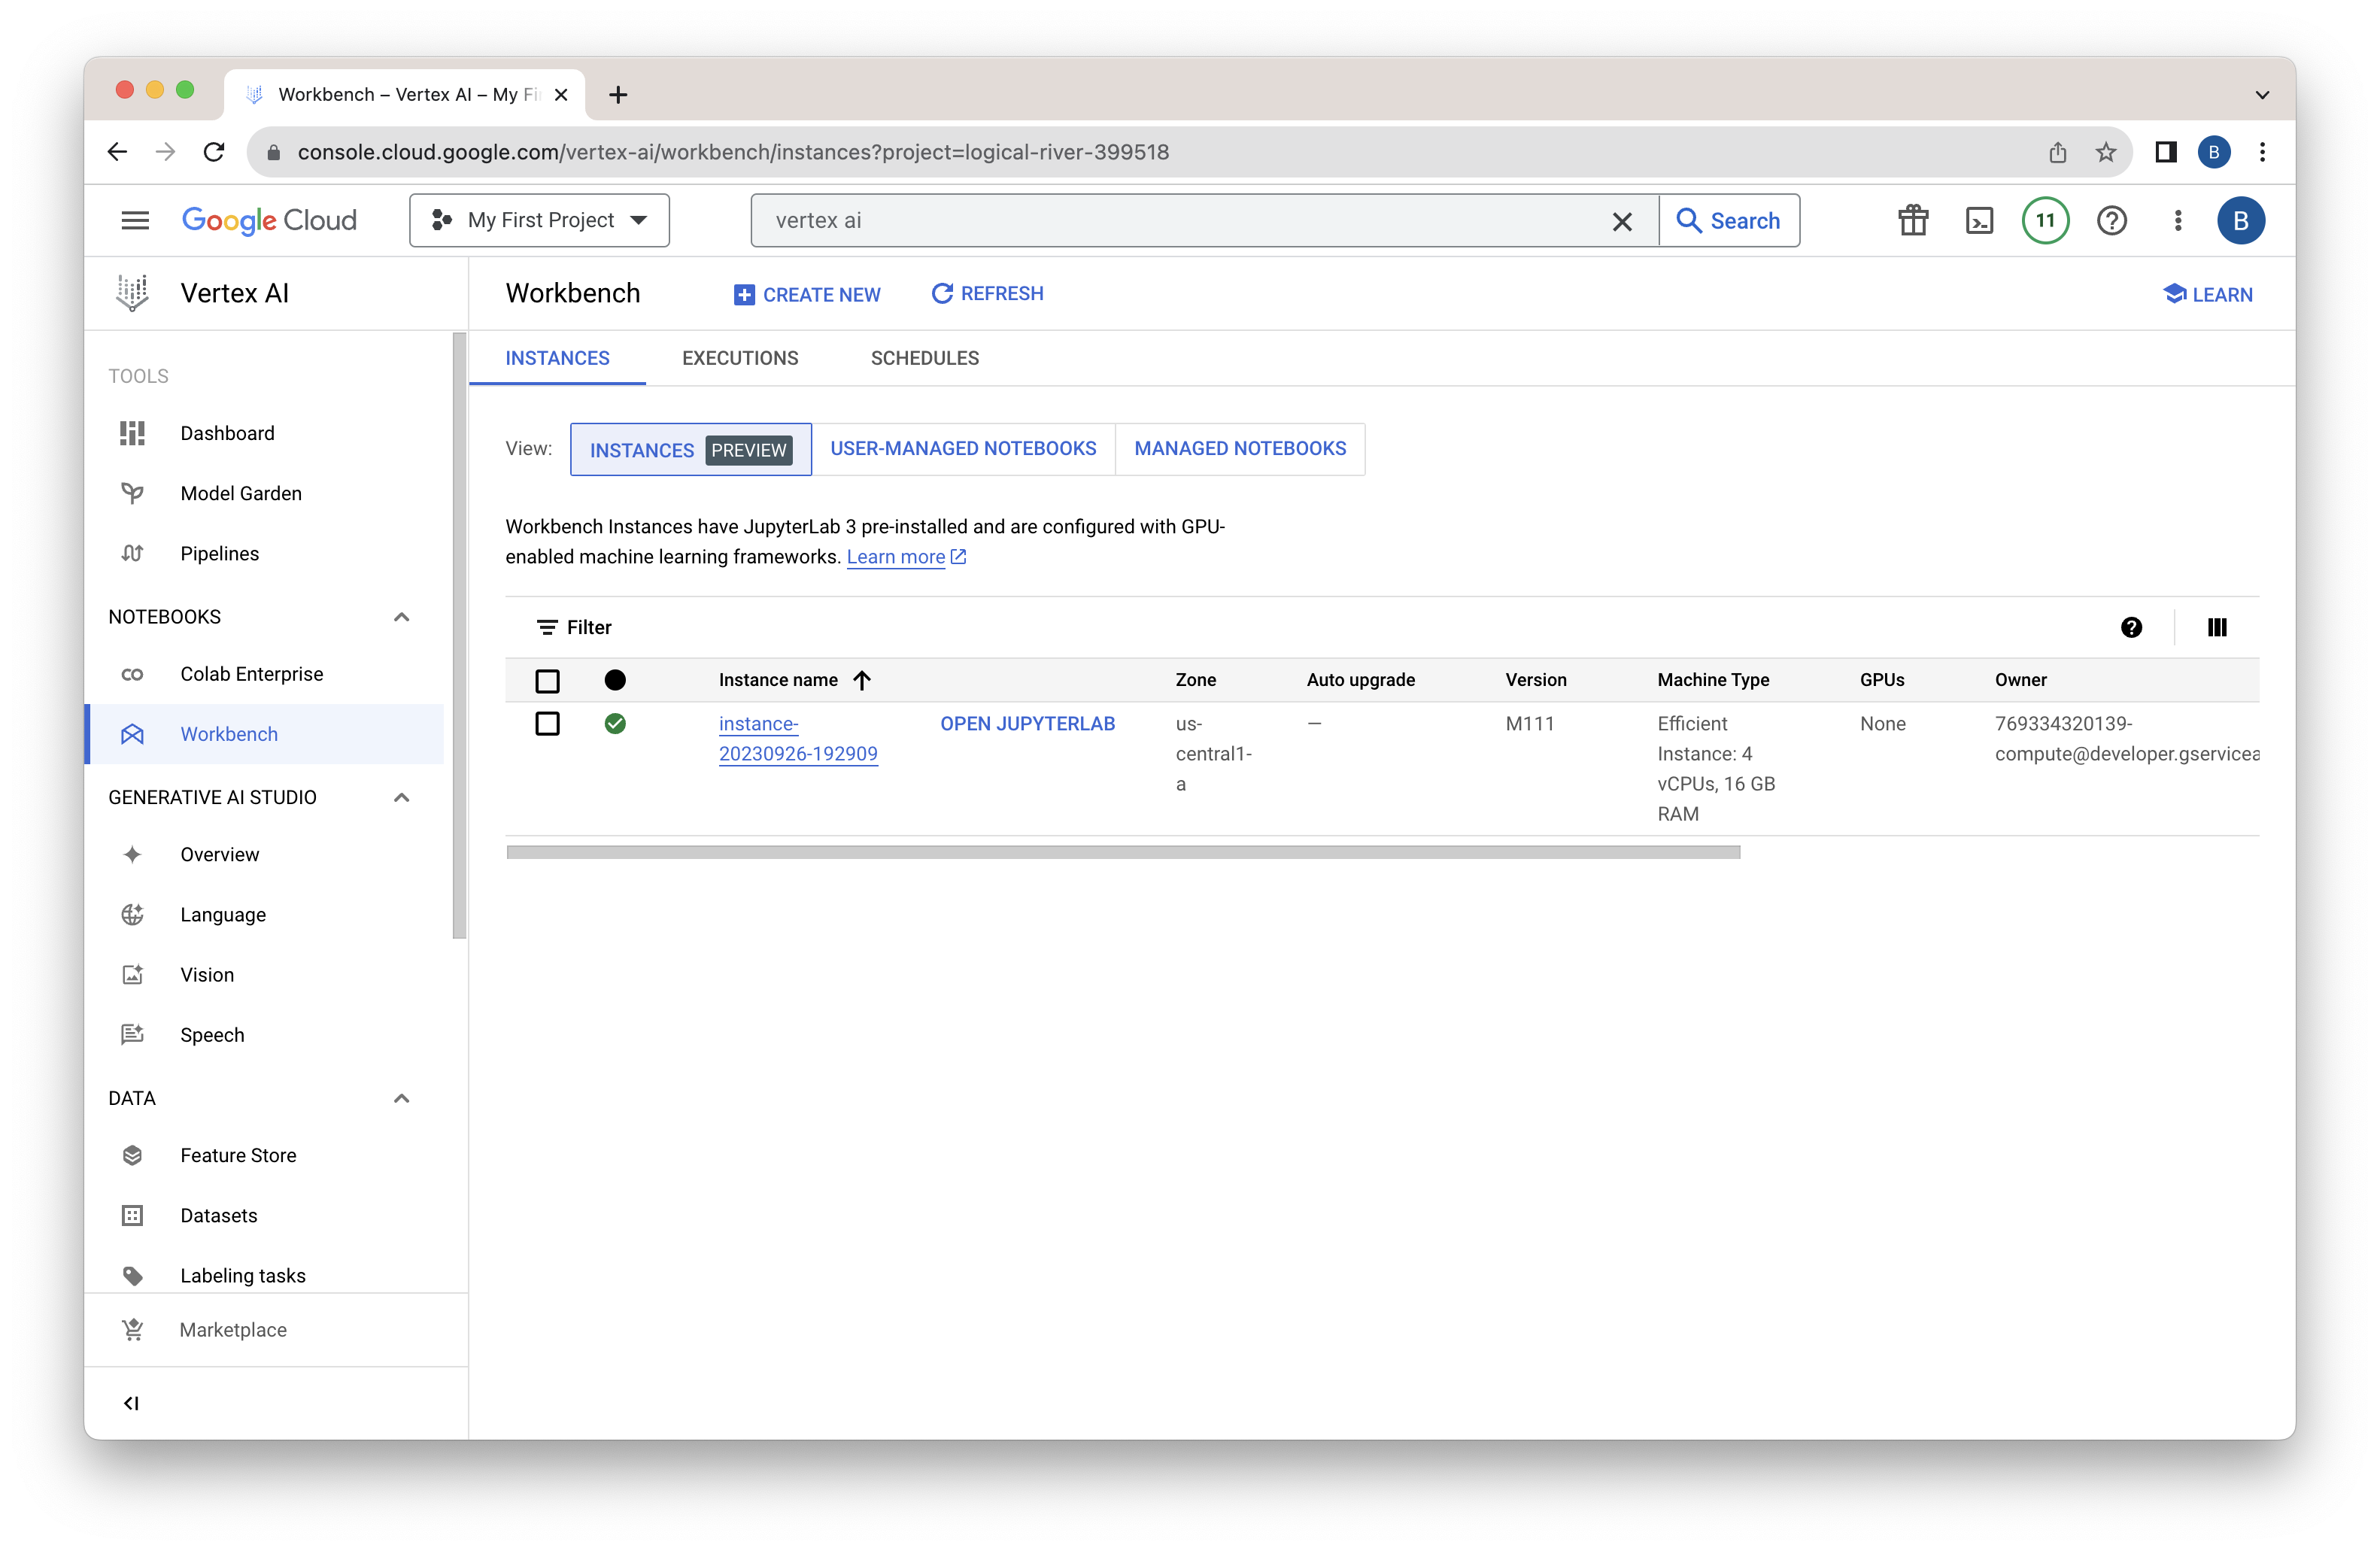 Workbench – Vertex AI – My Fi
console.cloud.google.com/vertex-ai/workbench/instances?project=logical-river-399518
B
Google Cloud
My First Project
vertex ai
Search
11
B
Vertex AI
Workbench
CREATE NEW
REFRESH
LEARN
TOOLS
Dashboard
Model Garden
Pipelines
NOTEBOOKS
Colab Enterprise
Workbench
GENERATIVE AI STUDIO
Overview
Language
Vision
Speech
DATA
Feature Store
Datasets
Labeling tasks
Marketplace
INSTANCES
EXECUTIONS
SCHEDULES
View:
INSTANCES PREVIEW
USER-MANAGED NOTEBOOKS
MANAGED NOTEBOOKS
Workbench Instances have JupyterLab 3 pre-installed and are configured with GPU-
enabled machine learning frameworks. Learn more
Filter
Instance name
Zone
Auto upgrade
Version
Machine Type
GPUs
Owner
instance-
20230926-192909
OPEN JUPYTERLAB
us-
central1-
a
—
M111
Efficient
Instance: 4
vCPUs, 16 GB
RAM
None
769334320139-
compute@developer.gservicea